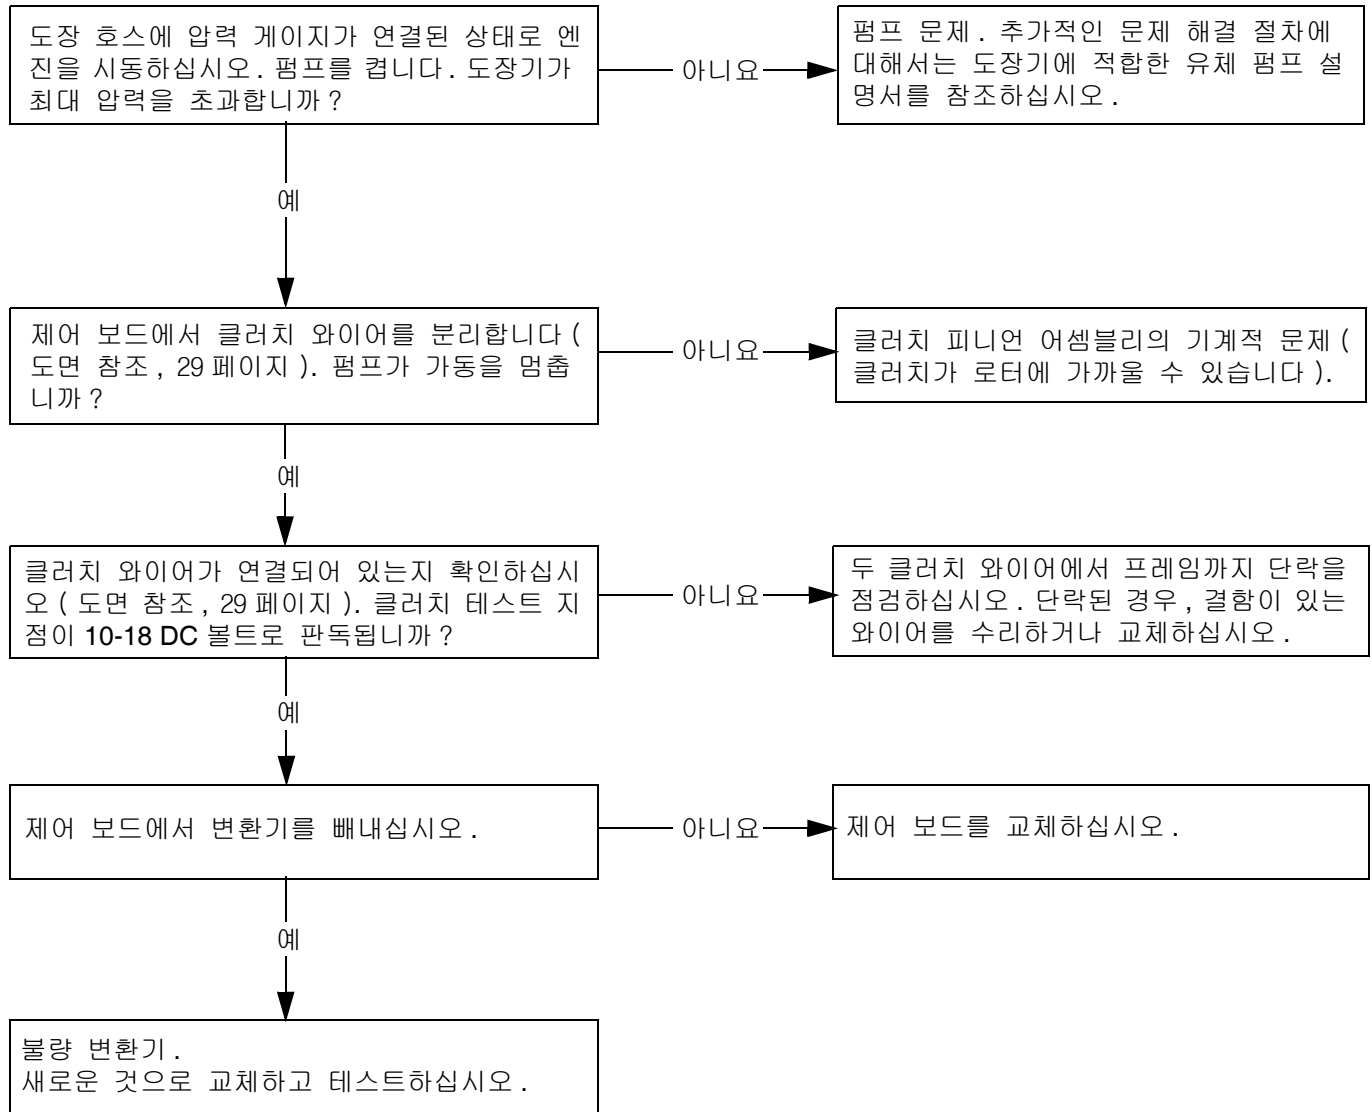 도장 호스에 압력 게이지가 연결된 상태로 엔
진을 시동하십시오. 펌프를 켭니다. 도장기가
최대 압력을 초과합니까?
아니요
펌프 문제. 추가적인 문제 해결 절차에
대해서는 도장기에 적합한 유체 펌프 설
명서를 참조하십시오.
예
제어 보드에서 클러치 와이어를 분리합니다 (
도면 참조, 29 페이지). 펌프가 가동을 멈춥
니까?
아니요
클러치 피니언 어셈블리의 기계적 문제 (
클러치가 로터에 가까울 수 있습니다).
예
클러치 와이어가 연결되어 있는지 확인하십시
오 (도면 참조, 29 페이지). 클러치 테스트 지
점이 10-18 DC 볼트로 판독됩니까?
아니요
두 클러치 와이어에서 프레임까지 단락을
점검하십시오. 단락된 경우, 결함이 있는
와이어를 수리하거나 교체하십시오.
예
제어 보드에서 변환기를 빼내십시오.
아니요
제어 보드를 교체하십시오.
예
불량 변환기.
새로운 것으로 교체하고 테스트하십시오.